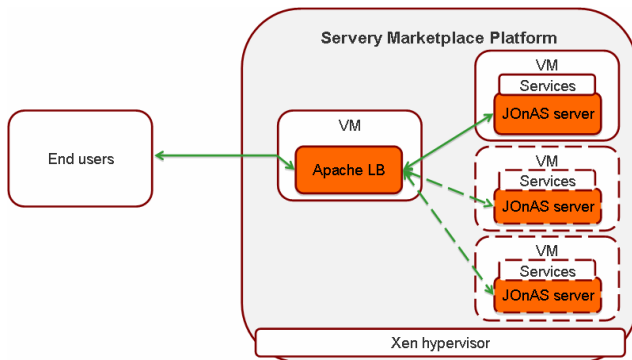 Servery Marketplace Platform
VM
Services
JOnAS server
VM
Apache LB
End users
VM
Services
JOnAS server
VM
Services
JOnAS server
Xen hypervisor